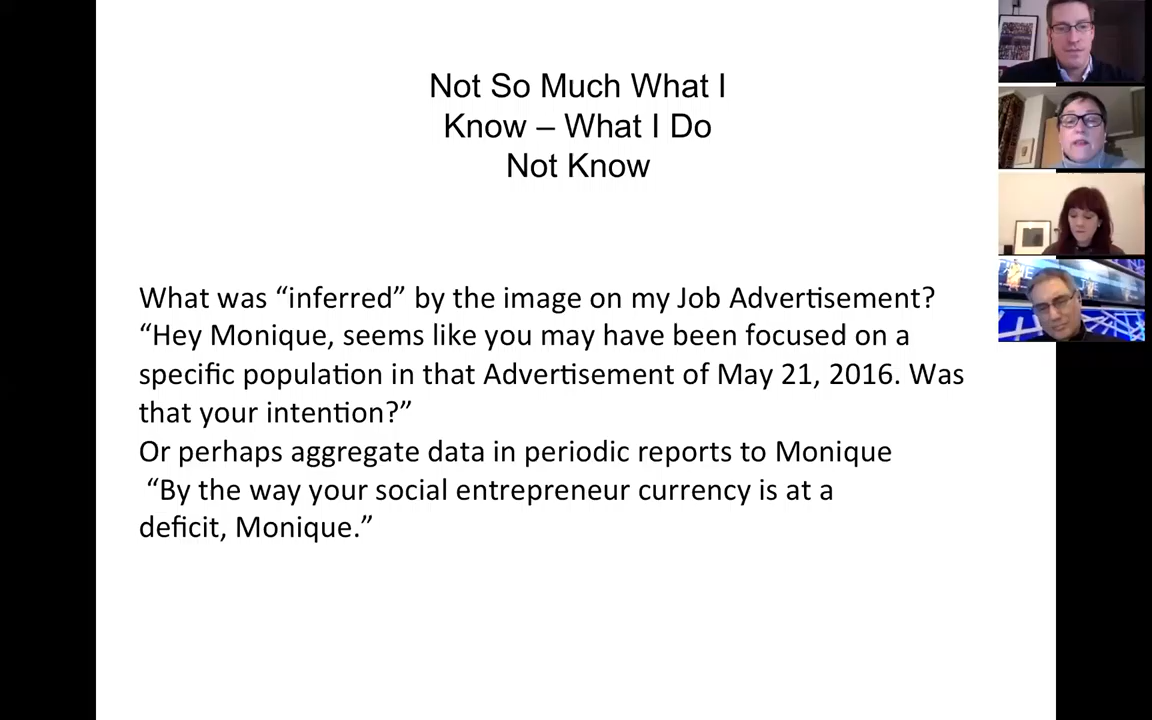 Not So Much What I
Know – What I Do
Not Know
What was “inferred” by the image on my Job Advertisement?
“Hey Monique, seems like you may have been focused on a
specific population in that Advertisement of May 21, 2016. Was
that your intention?”
Or perhaps aggregate data in periodic reports to Monique
“By the way your social entrepreneur currency is at a
deficit, Monique.”